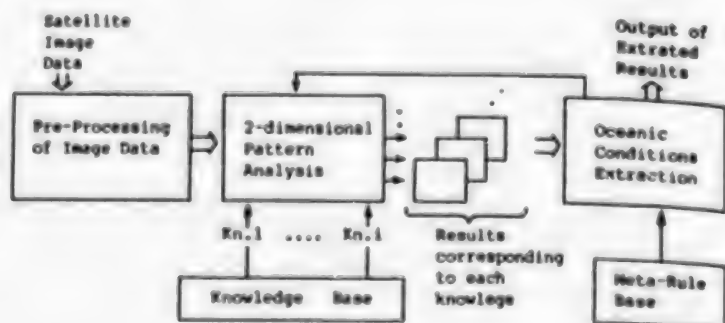 Satellite
Image
Data
Output of
Extrated
Results
Pre-Processing
of Image Data
2-dimensional
Pattern
Analysis
Oceanic
Conditions
Extraction
Kn.1 .... Kn.i
Results
corresponding
to each
knowlege
Knowledge Base
Meta-Rule
Base